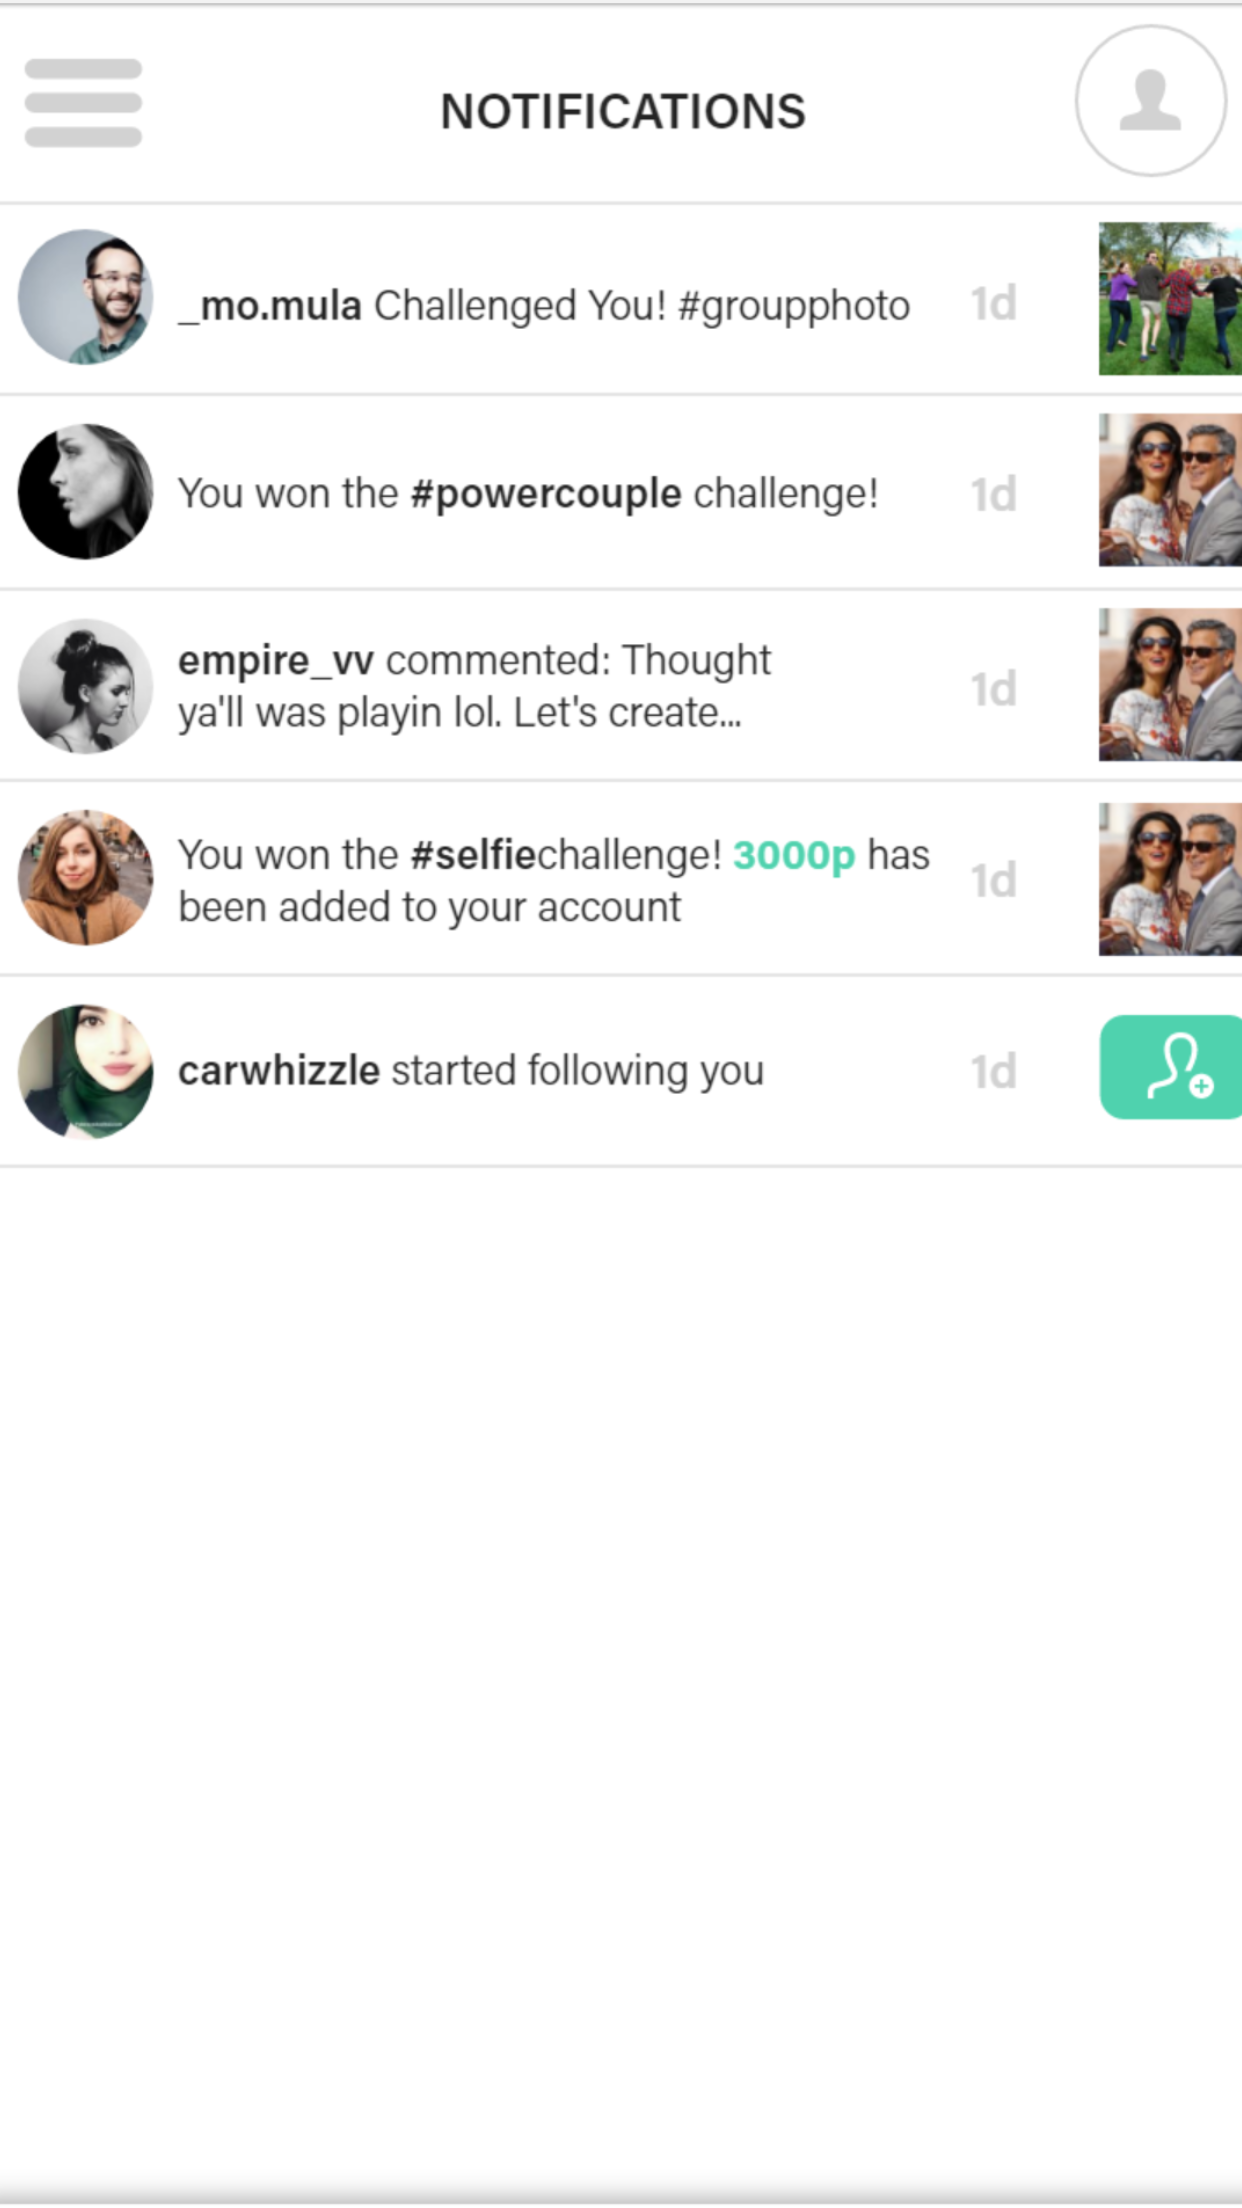 NOTIFICATIONS
_mo.mula Challenged You! #groupphoto 1d
You won the #powercouple challenge! 1d
empire_vv commented: Thought
ya'll was playin lol. Let's create... 1d
You won the #selfiechallenge! 3000p has
been added to your account 1d
carwhizzle started following you 1d